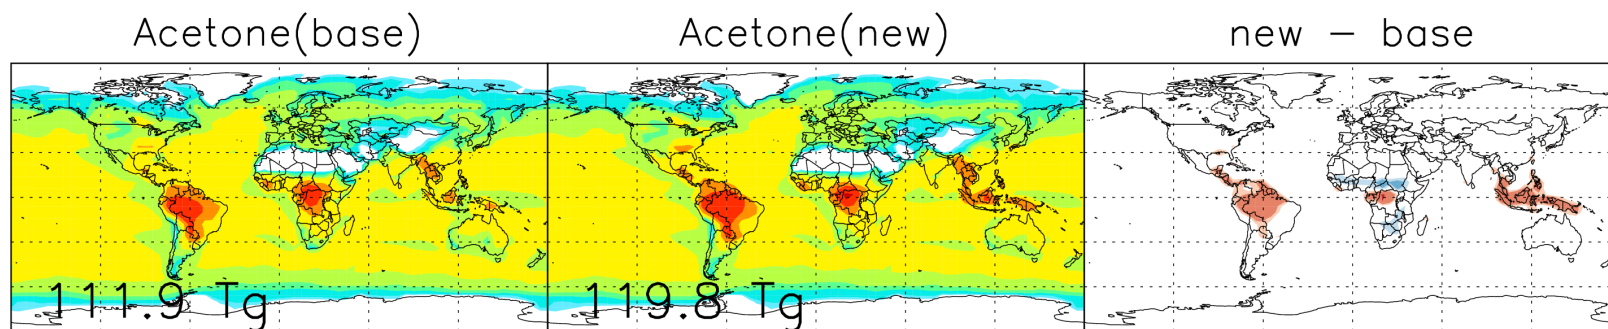 Acetone(base)
Acetone(new)
new - base
111.9 Tg
119.8 Tg